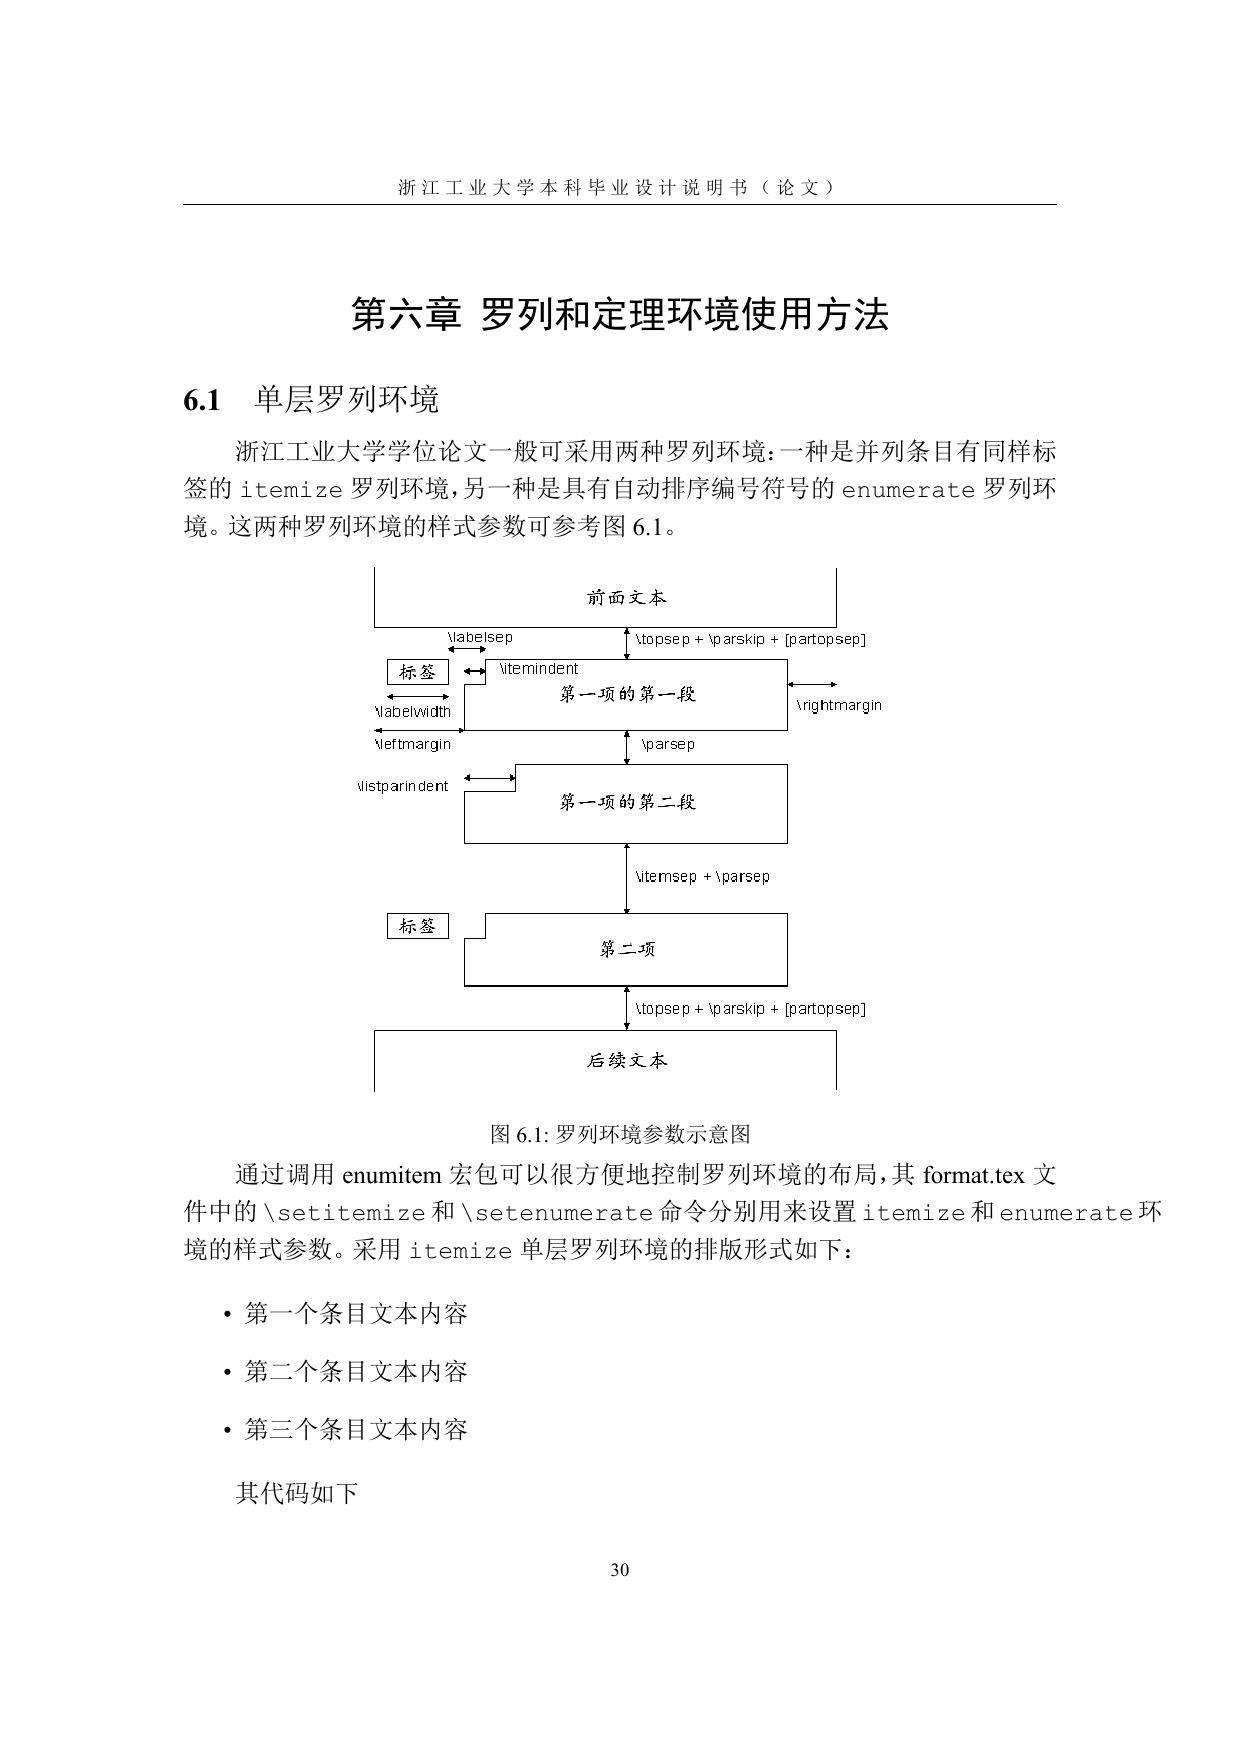 浙江工业大学本科毕业设计说明书（论文）
第六章 罗列和定理环境使用方法
6.1 单层罗列环境
浙江工业大学学位论文一般可采用两种罗列环境：一种是并列条目有同样标
签的 itemize 罗列环境，另一种是具有自动排序编号符号的 enumerate 罗列环
境。这两种罗列环境的样式参数可参考图 6.1。
前面文本
\labelsep
\topsep + \parskip + [partopsep]
标签
\itemindent
第一项的第一段
\labelwidth
\rightmargin
\leftmargin
\parsep
\listparindent
第一项的第二段
\itemsep + \parsep
标签
第二项
\topsep + \parskip + [partopsep]
后续文本
图 6.1: 罗列环境参数示意图
通过调用 enumitem 宏包可以很方便地控制罗列环境的布局，其 format.tex 文
件中的 \setitemize 和 \setenumerate 命令分别用来设置 itemize 和 enumerate 环
境的样式参数。采用 itemize 单层罗列环境的排版形式如下：
• 第一个条目文本内容
• 第二个条目文本内容
• 第三个条目文本内容
其代码如下
30